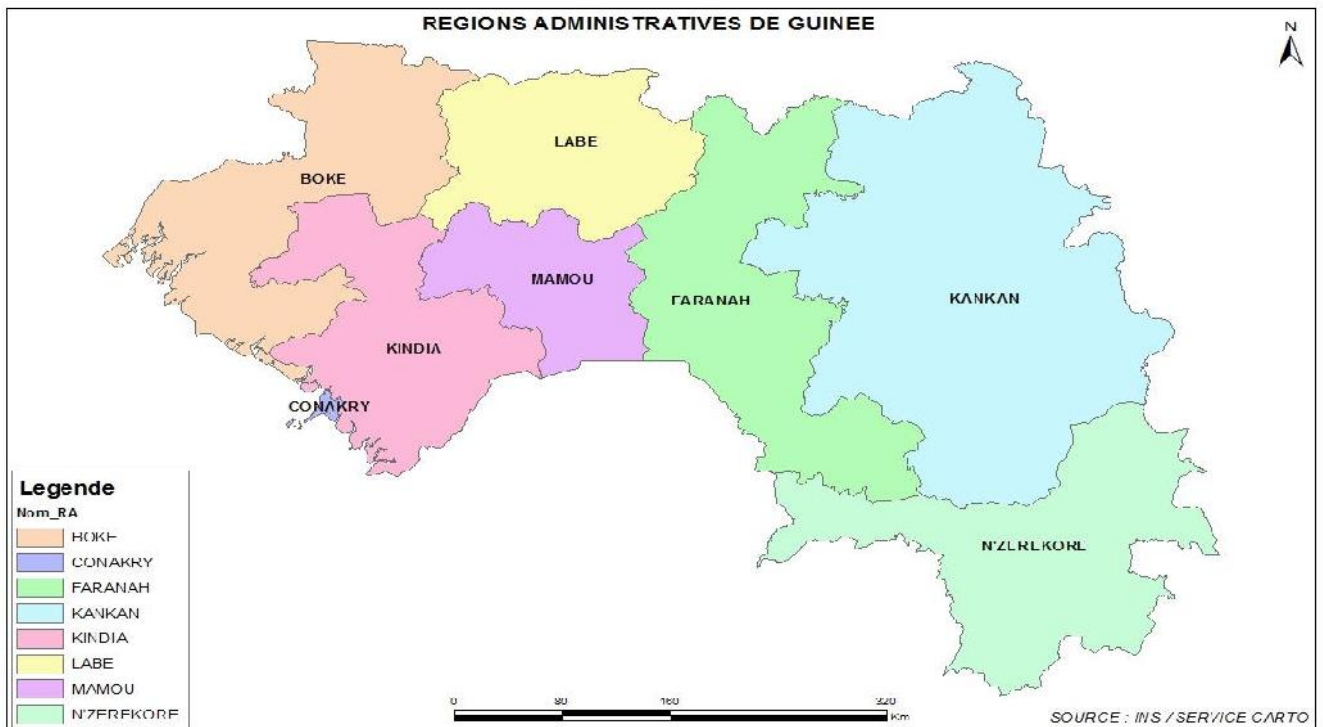 REGIONS ADMINISTRATIVES DE GUINEE
N
LABE
BOKE
MAMOU
FARANAH
KANKAN
KINDIA
CONAKRY
N'ZEREKORE
Legende
Nom_RA
BOKE
CONAKRY
FARANAH
KANKAN
KINDIA
LABE
MAMOU
N'ZEREKORE
0 80 160 320
Km
SOURCE : INS / SERVICE CARTO